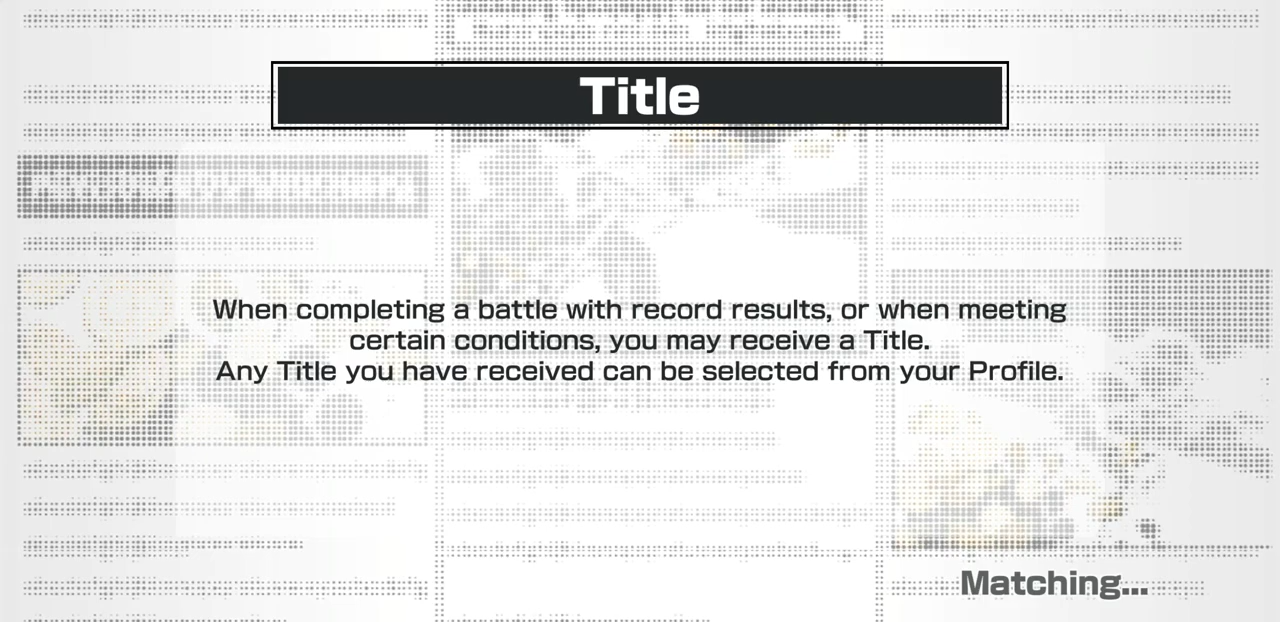 Title
When completing a battle with record results, or when meeting
certain conditions, you may receive a Title.
Any Title you have received can be selected from your Profile.
Matching...